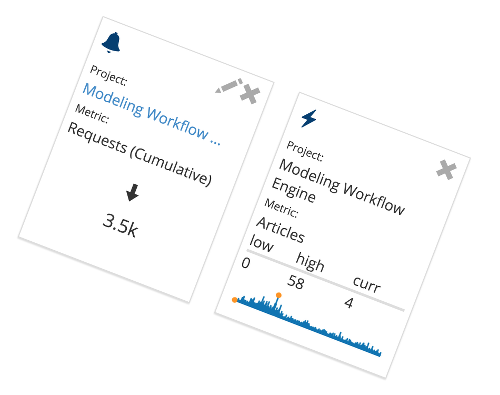 Project:
Modeling Workflow ...
Metric:
Requests (Cumulative)
3.5k
Project:
Modeling Workflow
Engine
Metric:
Articles
low high curr
0 58 4